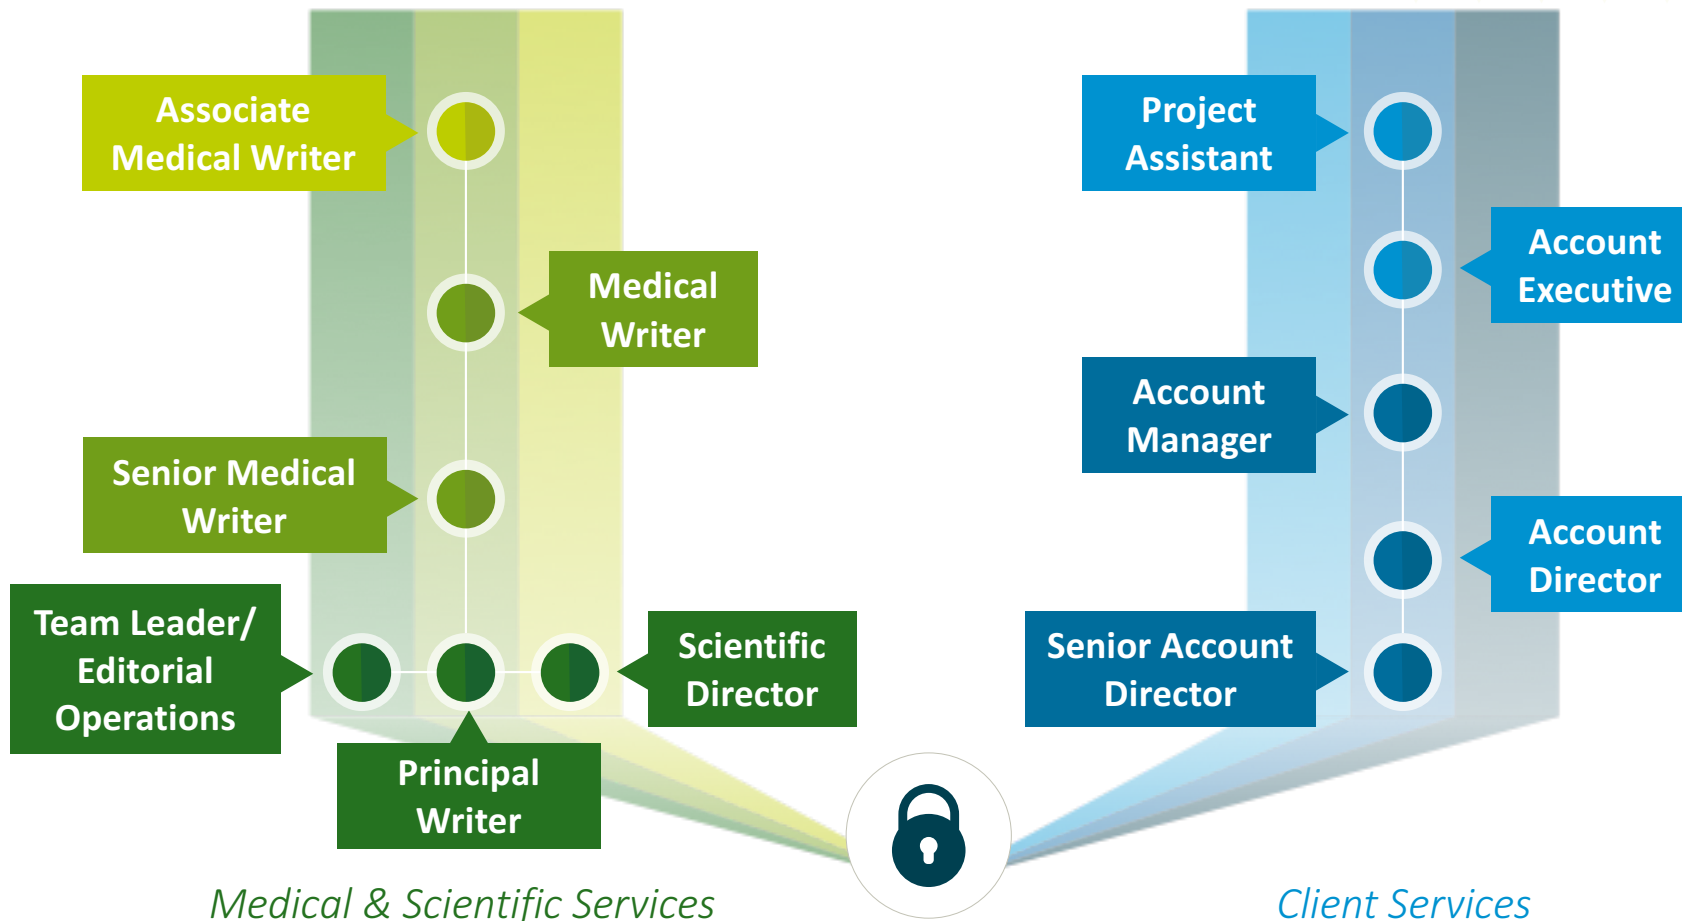 Associate
Medical Writer
Medical
Writer
Senior Medical
Writer
Team Leader/
Editorial
Operations
Principal
Writer
Scientific
Director
Medical & Scientific Services
Project
Assistant
Account
Executive
Account
Manager
Account
Director
Senior Account
Director
Client Services